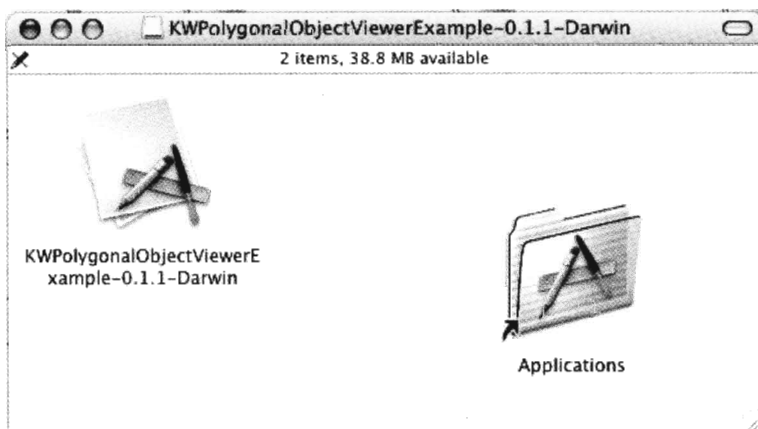 KWPolygonalObjectViewerExample-0.1.1-Darwin
2 items, 38.8 MB available
KWPolygonalObjectViewerE
xample-0.1.1-Darwin
Applications